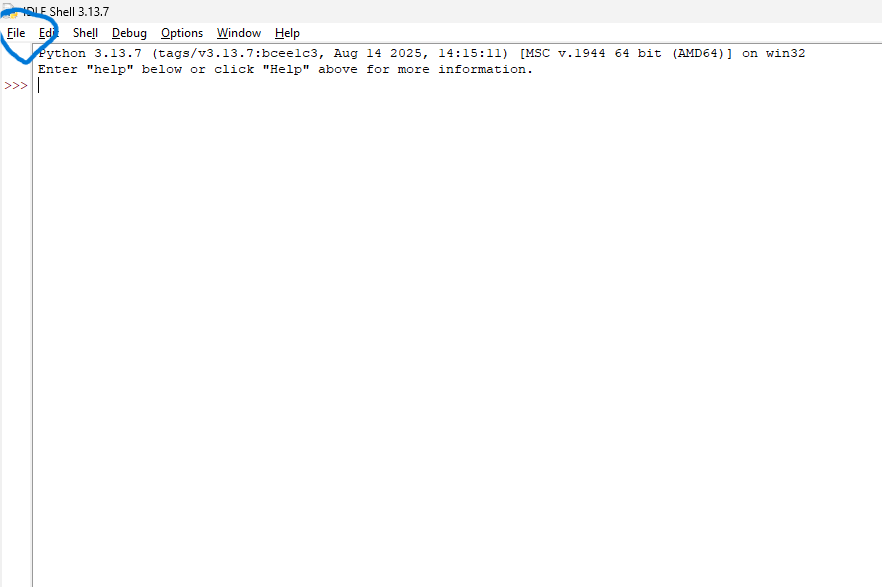 IDLE Shell 3.13.7
File Edit Shell Debug Options Window Help
Python 3.13.7 (tags/v3.13.7:bceelc3, Aug 14 2025, 14:15:11) [MSC v.1944 64 bit (AMD64)] on win32
Enter "help" below or click "Help" above for more information.
>>>